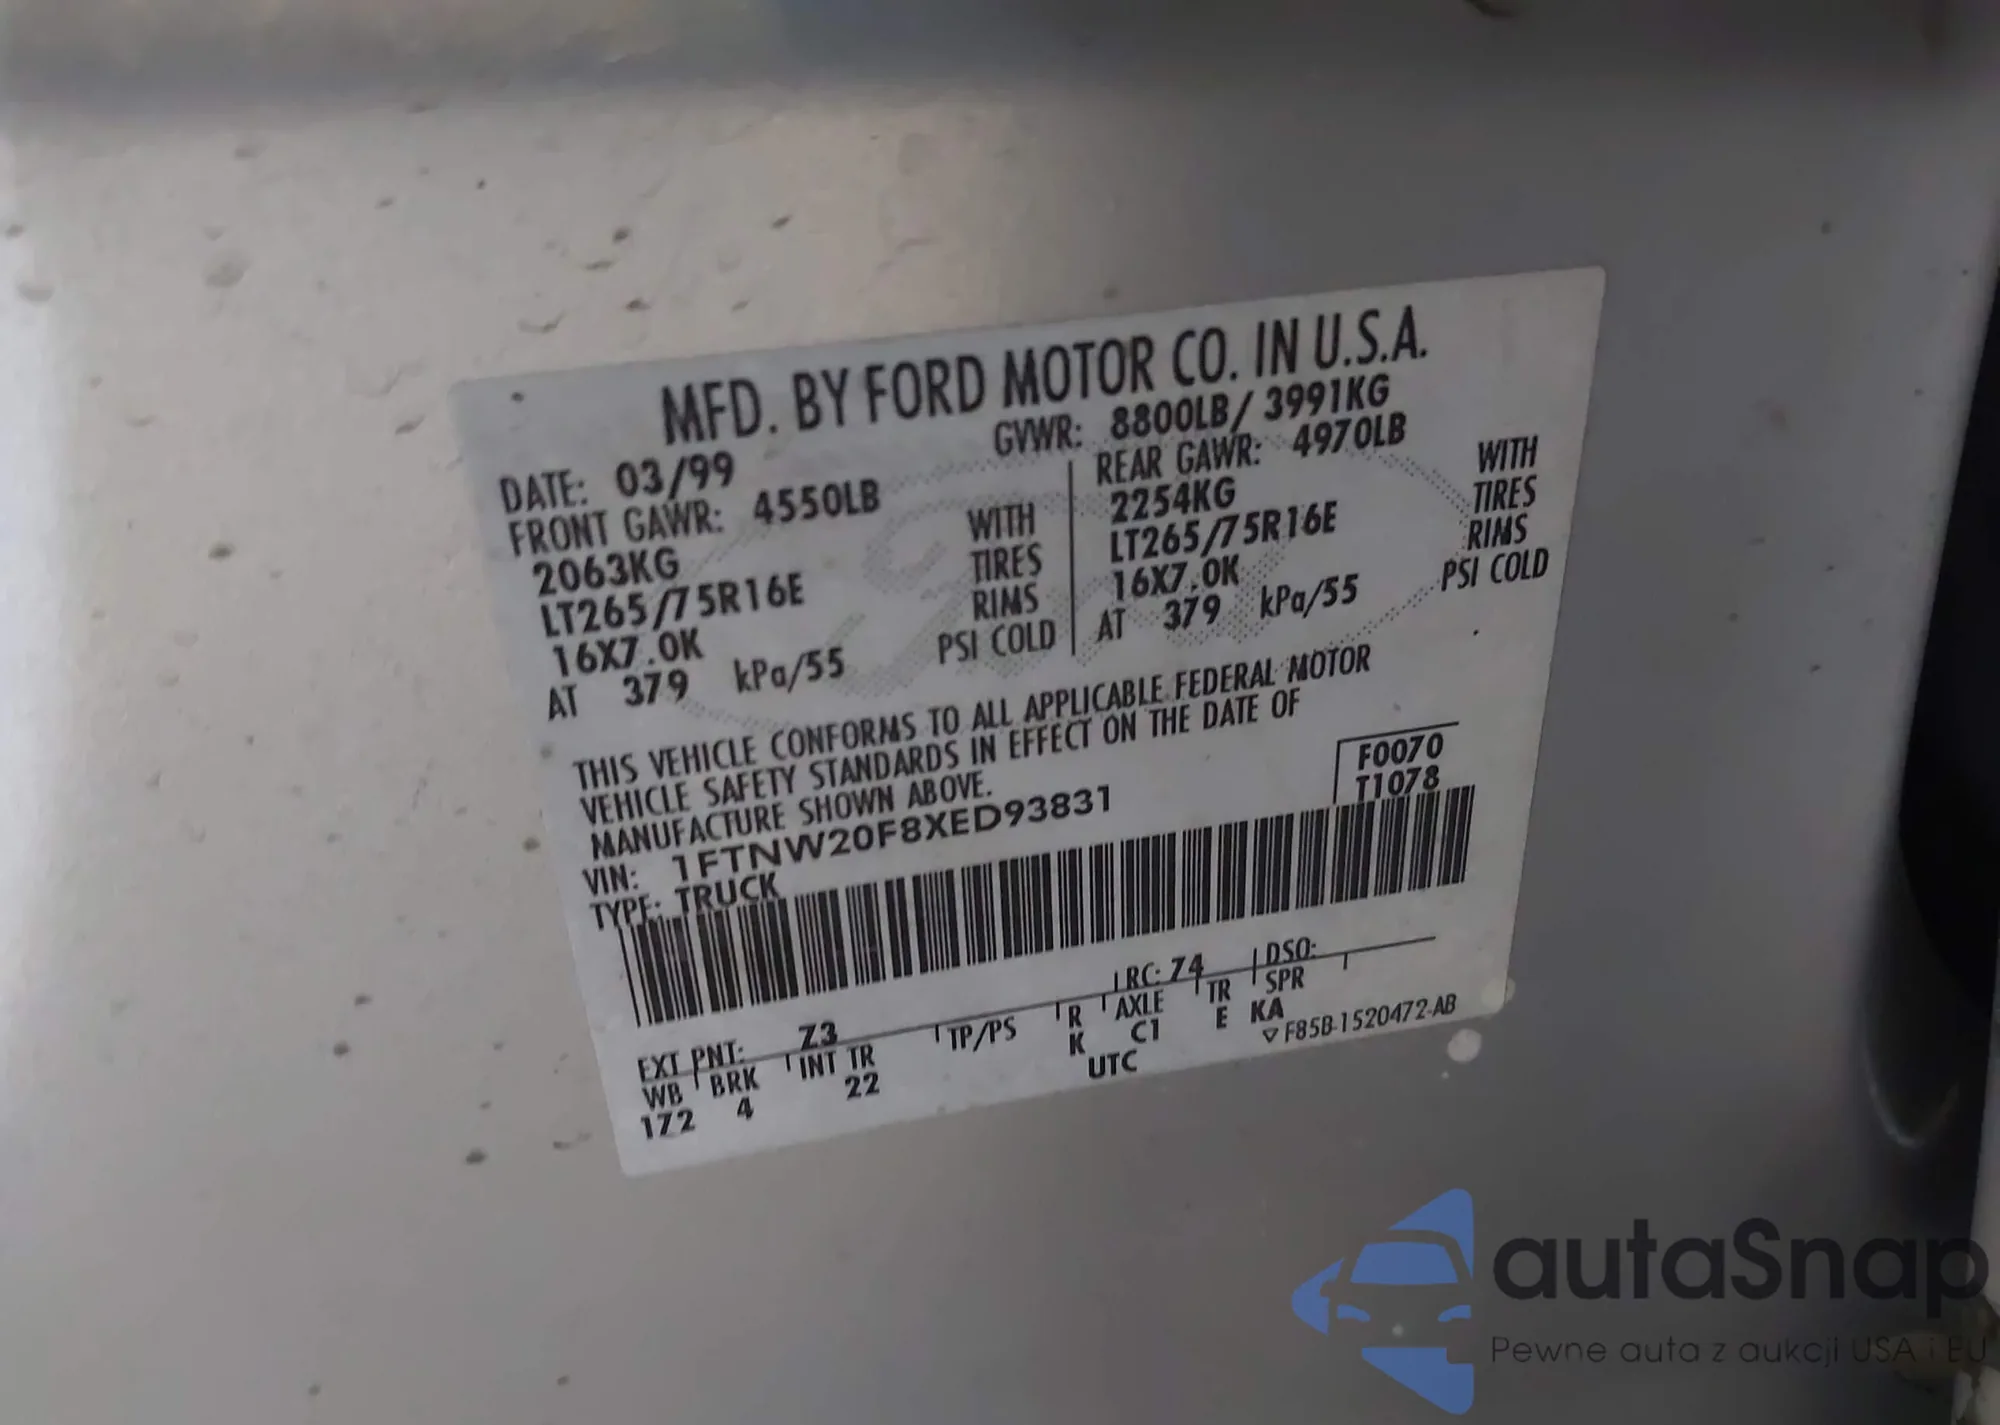 MFD. BY FORD MOTOR CO. IN U.S.A.
DATE: 03/99 GVWR: 8800LB/ 3991KG
FRONT GAWR: 4550LB REAR GAWR: 4970LB
2063KG WITH 2254KG WITH
LT265/75R16E TIRES LT265/75R16E TIRES
16X7.0K RIMS 16X7.0K RIMS
AT 379 kPa/55 PSI COLD AT 379 kPa/55 PSI COLD
THIS VEHICLE CONFORMS TO ALL APPLICABLE FEDERAL MOTOR
VEHICLE SAFETY STANDARDS IN EFFECT ON THE DATE OF
MANUFACTURE SHOWN ABOVE.
F0070
VIN: 1FTNW20F8XED93831
T1078
TYPE: TRUCK
EXT PNT: Z3 RC: 74 DSO:
WB BRK INT TR TP/PS R AXLE TR SPR
172 4 22 K C1 E KA
UTC ▽ F85B-1520472-AB
autaSnap
Pewne auta z aukcji USA i EU